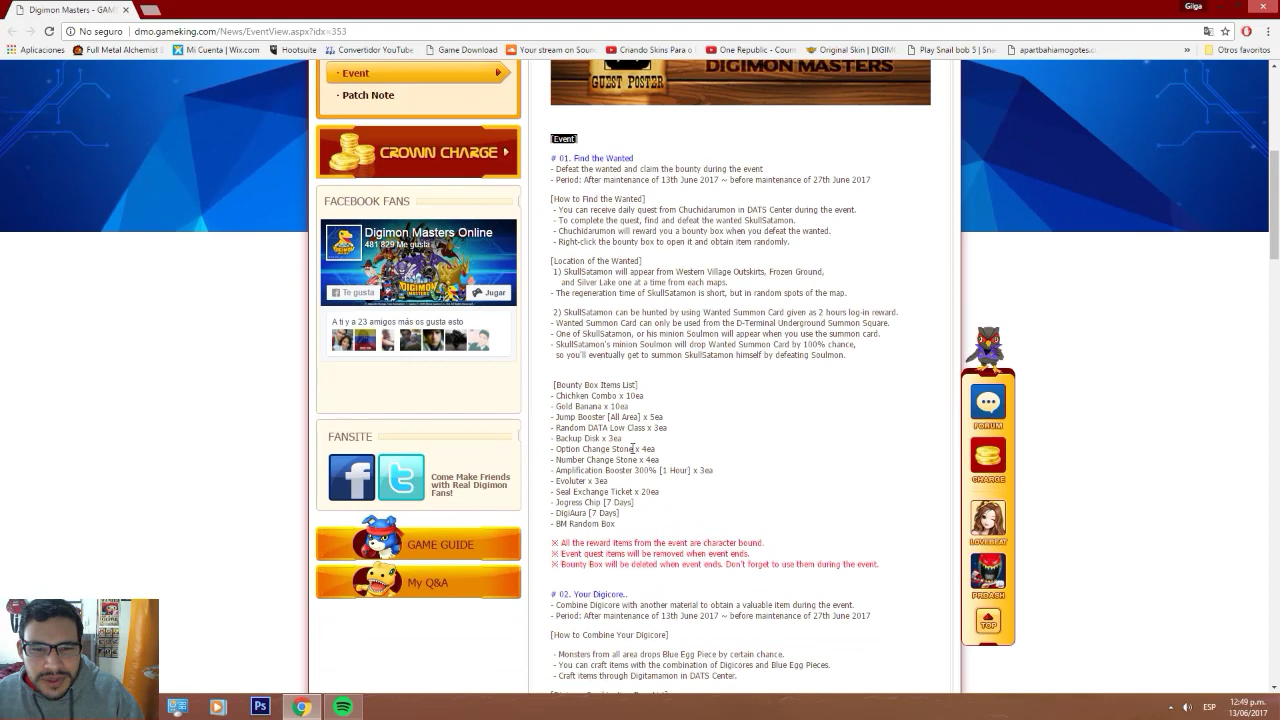 Digimon Masters - GAM
Gilga
No seguro
dmo.gameking.com/News/EventView.aspx?idx=353
Aplicaciones
Full Metal Alchemist
Mi Cuenta | Wix.com
Hootsuite
Convertidor YouTube
Game Download
Your stream on Soun
Criando Skins Para o
One Republic - Coun
Original Skin | DIGIM
Play Snail bob 5 | Sna
apartbahiamogotes.c
»
Otros favoritos
· Event
· Patch Note
CROWN CHARGE
FACEBOOK FANS
Digimon Masters Online
481 829 Me gusta
DIGIMON MASTERS
Te gusta
Jugar
A ti y a 23 amigos más os gusta esto
FANSITE
Come Make Friends
with Real Digimon
Fans!
GAME GUIDE
My Q&A
GUEST POSTER
DIGIMON MASTERS
[Event]
# 01. Find the Wanted
- Defeat the wanted and claim the bounty during the event
- Period: After maintenance of 13th June 2017 ~ before maintenance of 27th June 2017
[How to Find the Wanted]
- You can receive daily quest from Chuchidarumon in DATS Center during the event.
- To complete the quest, find and defeat the wanted SkullSatamon.
- Chuchidarumon will reward you a bounty box when you defeat the wanted.
- Right-click the bounty box to open it and obtain item randomly.
[Location of the Wanted]
1) SkullSatamon will appear from Western Village Outskirts, Frozen Ground,
and Silver Lake one at a time from each maps.
- The regeneration time of SkullSatamon is short, but in random spots of the map.
2) SkullSatamon can be hunted by using Wanted Summon Card given as 2 hours log-in reward.
- Wanted Summon Card can only be used from the D-Terminal Underground Summon Square.
- One of SkullSatamon, or his minion Soulmon will appear when you use the summon card.
- SkullSatamon's minion Soulmon will drop Wanted Summon Card by 100% chance,
so you'll eventually get to summon SkullSatamon himself by defeating Soulmon.
[Bounty Box Items List]
- Chichken Combo x 10ea
- Gold Banana x 10ea
- Jump Booster [All Area] x 5ea
- Random DATA Low Class x 3ea
- Backup Disk x 3ea
- Option Change Stone x 4ea
- Number Change Stone x 4ea
- Amplification Booster 300% [1 Hour] x 3ea
- Evoluter x 3ea
- Seal Exchange Ticket x 20ea
- Jogress Chip [7 Days]
- DigiAura [7 Days]
- BM Random Box
※ All the reward items from the event are character bound.
※ Event quest items will be removed when event ends.
※ Bounty Box will be deleted when event ends. Don't forget to use them during the event.
# 02. Your Digicore..
- Combine Digicore with another material to obtain a valuable item during the event.
- Period: After maintenance of 13th June 2017 ~ before maintenance of 27th June 2017
[How to Combine Your Digicore]
- Monsters from all area drops Blue Egg Piece by certain chance.
- You can craft items with the combination of Digicores and Blue Egg Pieces.
- Craft items through Digitamamon in DATS Center.
FORUM
CHARGE
LOVEBEAT
PRDASH
TOP
Ps
ESP
12:49 p.m.
13/06/2017